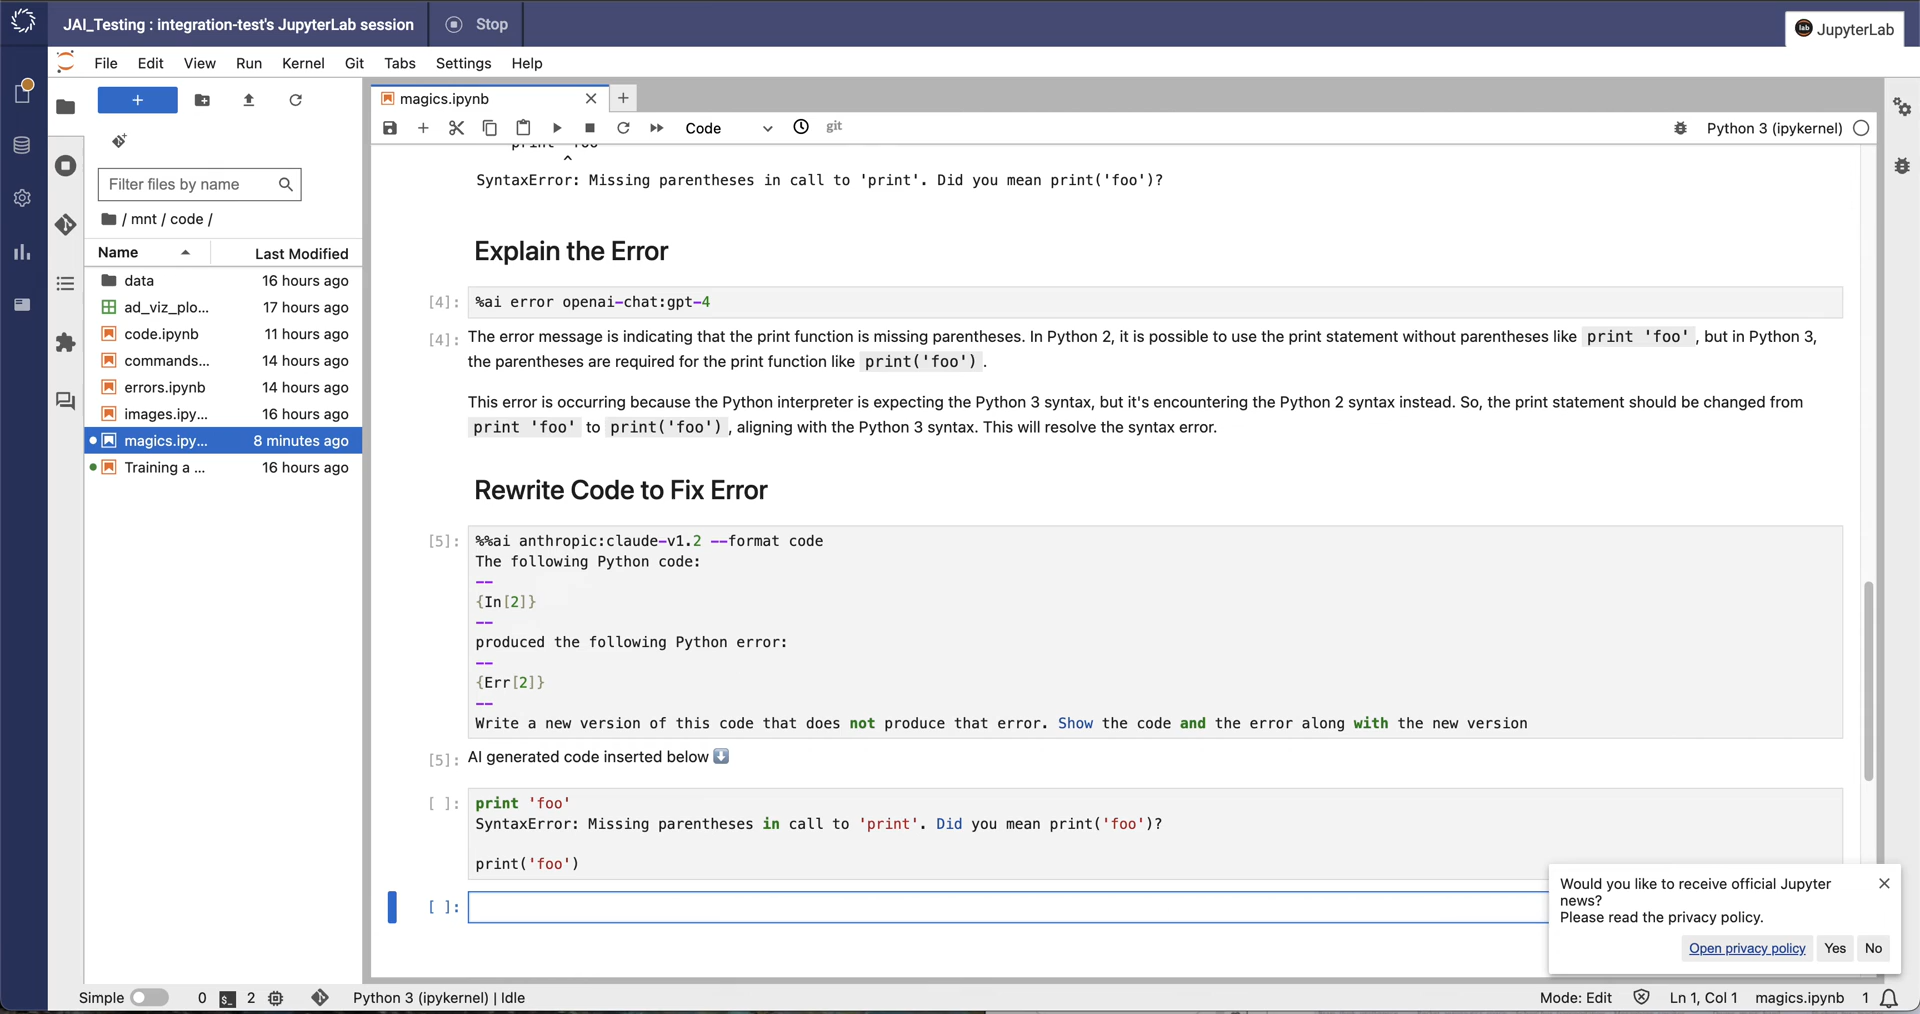 JAI_Testing : integration-test's JupyterLab session
Stop
lab JupyterLab
File Edit View Run Kernel Git Tabs Settings Help
+
magics.ipynb
+
Code
git
Python 3 (ipykernel)
Filter files by name
/ mnt / code /
Name Last Modified
data 16 hours ago
ad_viz_plo... 17 hours ago
code.ipynb 11 hours ago
commands... 14 hours ago
errors.ipynb 14 hours ago
images.ipy... 16 hours ago
magics.ipy... 8 minutes ago
Training a ... 16 hours ago
^
SyntaxError: Missing parentheses in call to 'print'. Did you mean print('foo')?
Explain the Error
[4]: %ai error openai-chat:gpt-4
[4]: The error message is indicating that the print function is missing parentheses. In Python 2, it is possible to use the print statement without parentheses like print 'foo' , but in Python 3,
the parentheses are required for the print function like print('foo') .
This error is occurring because the Python interpreter is expecting the Python 3 syntax, but it's encountering the Python 2 syntax instead. So, the print statement should be changed from
print 'foo' to print('foo') , aligning with the Python 3 syntax. This will resolve the syntax error.
Rewrite Code to Fix Error
[5]: %%ai anthropic:claude-v1.2 --format code
The following Python code:
--
{In[2]}
--
produced the following Python error:
--
{Err[2]}
--
Write a new version of this code that does not produce that error. Show the code and the error along with the new version
[5]: AI generated code inserted below ⬇️
[ ]: print 'foo'
SyntaxError: Missing parentheses in call to 'print'. Did you mean print('foo')?
print('foo')
[ ]:
Would you like to receive official Jupyter
news?
Please read the privacy policy.
Open privacy policy Yes No
Simple 0 $_ 2 Python 3 (ipykernel) | Idle Mode: Edit Ln 1, Col 1 magics.ipynb 1